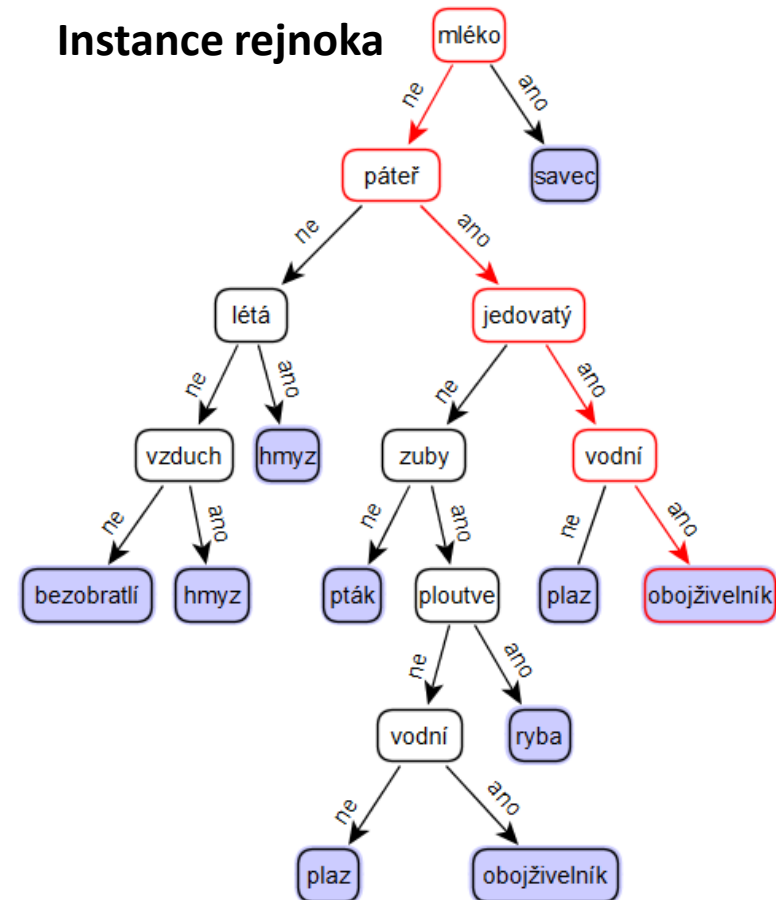 Instance rejnoka
mléko
ne
ano
páteř
savec
ne
ano
létá
jedovatý
ne
ano
ne
ano
vzduch
hmyz
zuby
vodní
ne
ano
ne
ano
ne
ano
bezobratlí
hmyz
pták
ploutve
plaz
obojživelník
ne
ano
vodní
ryba
ne
ano
plaz
obojživelník